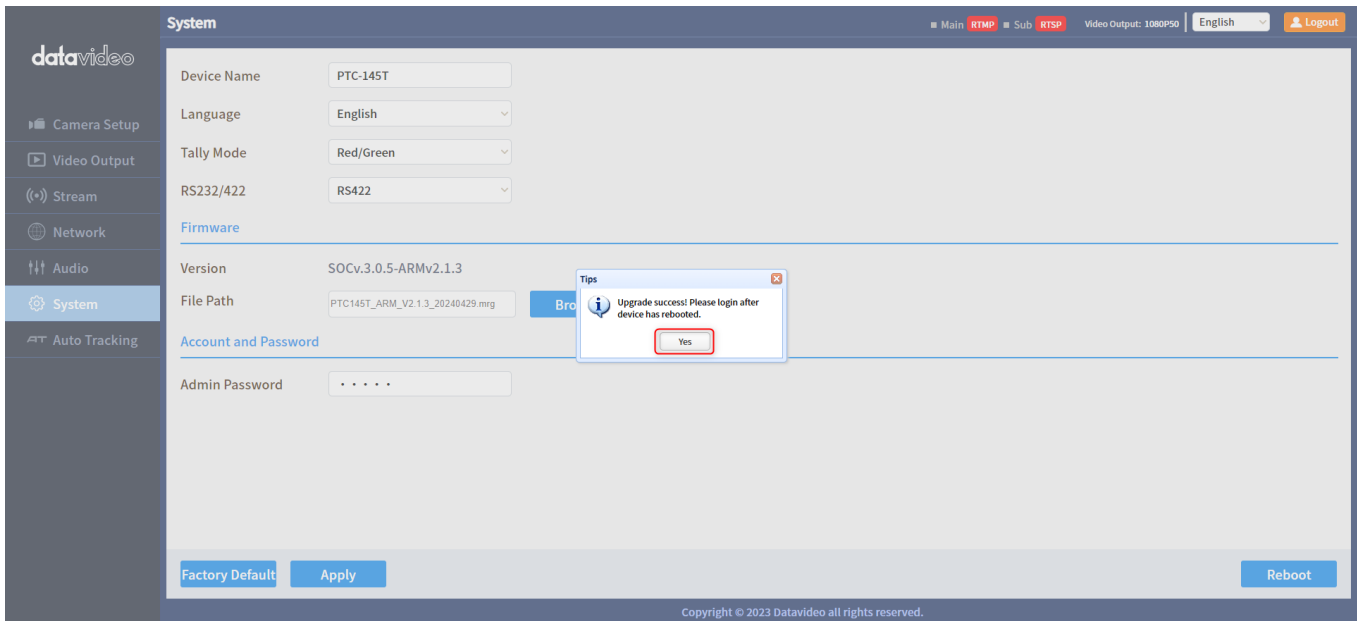 System
Main RTMP Sub RTSP Video Output: 1080P50 English Logout
datavideo
Camera Setup
Video Output
Stream
Network
Audio
System
AT Auto Tracking
Device Name PTC-145T
Language English
Tally Mode Red/Green
RS232/422 RS422
Firmware
Version SOCv.3.0.5-ARMv2.1.3
File Path PTC145T_ARM_V2.1.3_20240429.mrg Bro
Account and Password
Admin Password • • • • •
Tips
Upgrade success! Please login after
device has rebooted.
Yes
Factory Default Apply Reboot
Copyright © 2023 Datavideo all rights reserved.